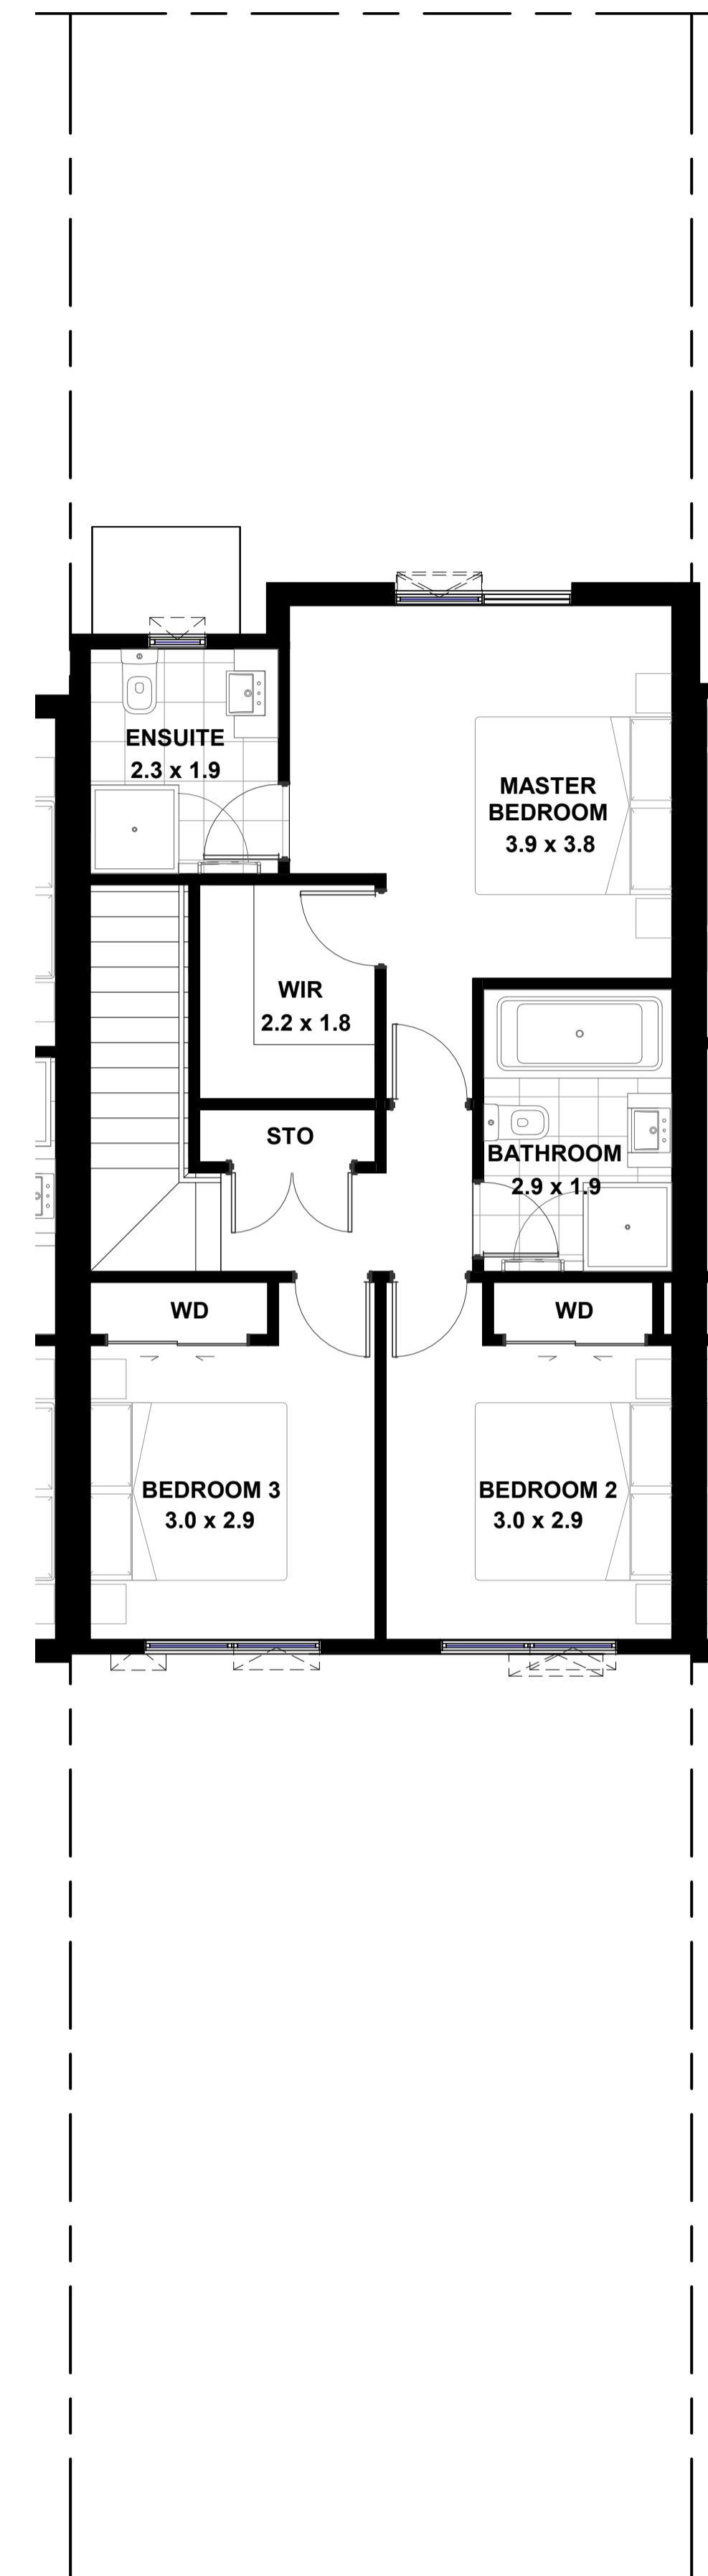 ENSUITE
2.3 x 1.9
MASTER
BEDROOM
3.9 x 3.8
WIR
2.2 x 1.8
STO
BATHROOM
2.9 x 1.9
WD
WD
BEDROOM 3
3.0 x 2.9
BEDROOM 2
3.0 x 2.9